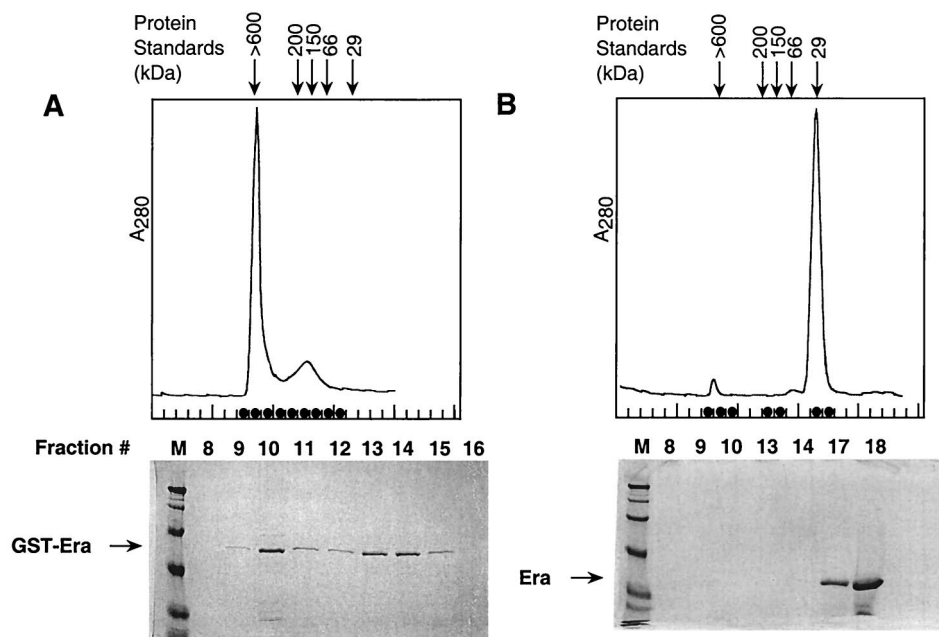 Protein
Standards
(kDa)
>600
200
150
66
29
A
A280
Fraction # M 8 9 10 11 12 13 14 15 16
GST-Era
Protein
Standards
(kDa)
>600
200
150
66
29
B
A280
M 8 9 10 13 14 17 18
Era